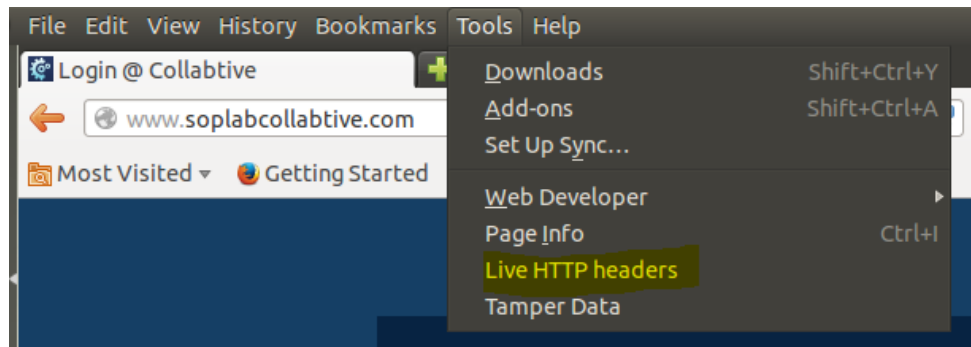 File Edit View History Bookmarks Tools Help
Login @ Collabtive
www.soplabcollabtive.com
Most Visited Getting Started
Downloads Shift+Ctrl+Y
Add-ons Shift+Ctrl+A
Set Up Sync...
Web Developer
Page Info Ctrl+I
Live HTTP headers
Tamper Data